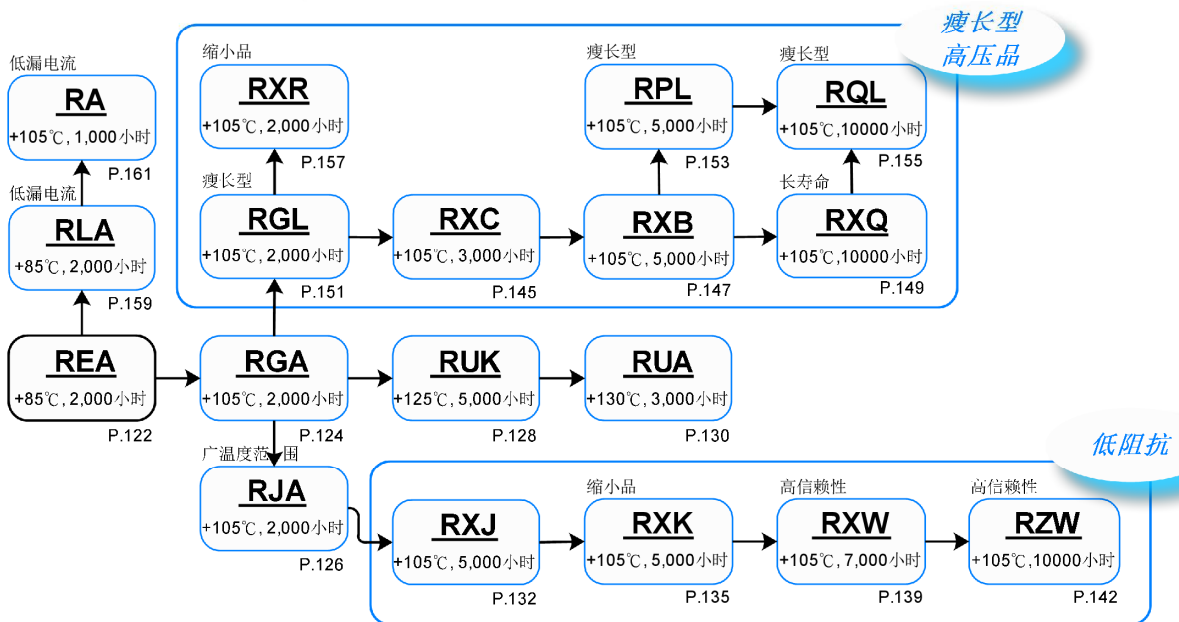 瘦长型
高压品
低漏电流
RA
+105℃, 1,000小时
P.161
缩小品
RXR
+105℃, 2,000小时
P.157
瘦长型
RPL
+105℃, 5,000小时
P.153
瘦长型
RQL
+105℃,10000小时
P.155
低漏电流
RLA
+85℃, 2,000小时
P.159
瘦长型
RGL
+105℃, 2,000小时
P.151
RXC
+105℃, 3,000小时
P.145
RXB
+105℃, 5,000小时
P.147
长寿命
RXQ
+105℃,10000小时
P.149
REA
+85℃, 2,000小时
P.122
RGA
+105℃, 2,000小时
P.124
RUK
+125℃, 5,000小时
P.128
RUA
+130℃, 3,000小时
P.130
广温度范围
RJA
+105℃, 2,000小时
P.126
低阻抗
RXJ
+105℃, 5,000小时
P.132
缩小品
RXK
+105℃, 5,000小时
P.135
高信赖性
RXW
+105℃, 7,000小时
P.139
高信赖性
RZW
+105℃, 10000小时
P.142